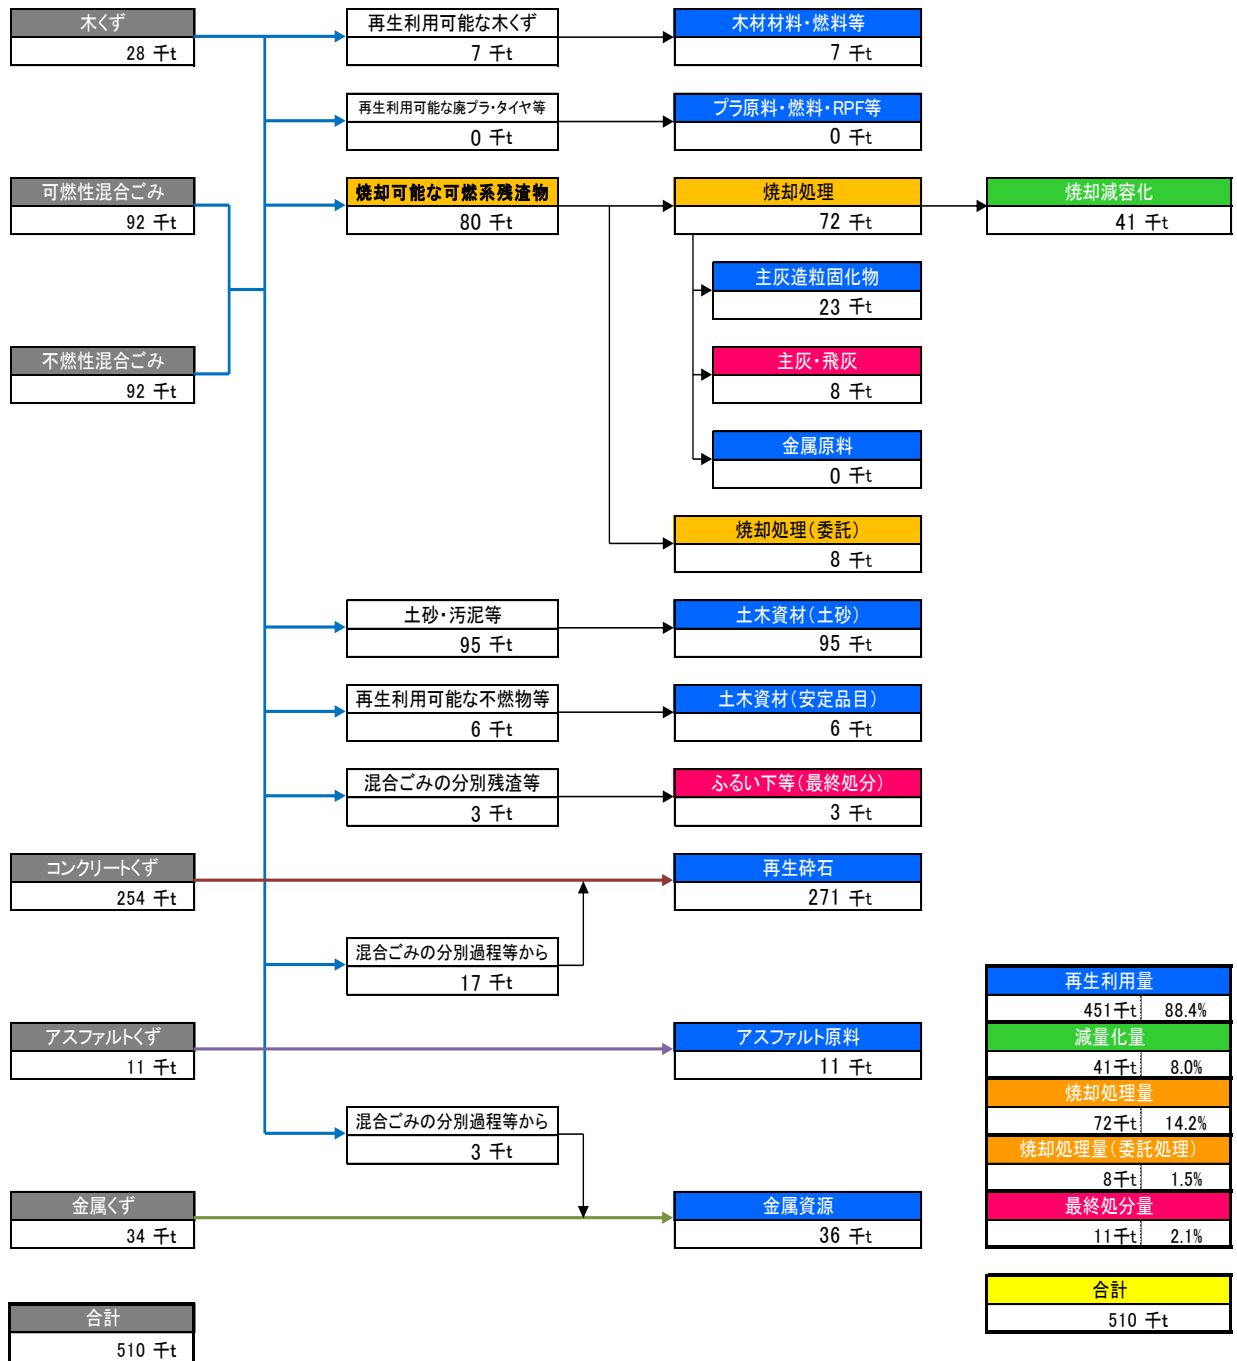 木くず
28 千t
再生利用可能な木くず
7 千t
木材材料・燃料等
7 千t
再生利用可能な廃プラ・タイヤ等
0 千t
プラ原料・燃料・RPF等
0 千t
可燃性混合ごみ
92 千t
焼却可能な可燃系残渣物
80 千t
焼却処理
72 千t
焼却減容化
41 千t
主灰造粒固化物
23 千t
不燃性混合ごみ
92 千t
主灰・飛灰
8 千t
金属原料
0 千t
焼却処理(委託)
8 千t
土砂・汚泥等
95 千t
土木資材(土砂)
95 千t
再生利用可能な不燃物等
6 千t
土木資材(安定品目)
6 千t
混合ごみの分別残渣等
3 千t
ふるい下等(最終処分)
3 千t
コンクリートくず
254 千t
再生砕石
271 千t
混合ごみの分別過程等から
17 千t
アスファルトくず
11 千t
アスファルト原料
11 千t
混合ごみの分別過程等から
3 千t
金属くず
34 千t
金属資源
36 千t
再生利用量
451千t 88.4%
減量化量
41千t 8.0%
焼却処理量
72千t 14.2%
焼却処理量(委託処理)
8千t 1.5%
最終処分量
11千t 2.1%
合計
510 千t
合計
510 千t